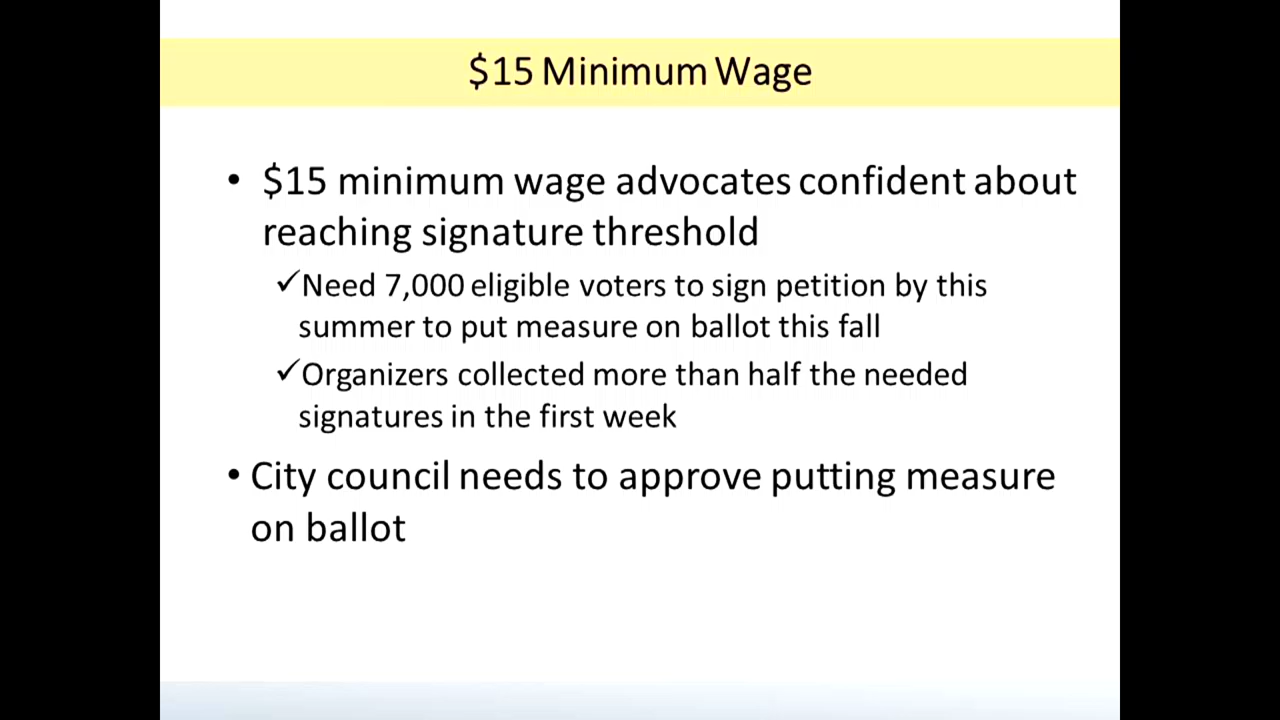 $15 Minimum Wage
• $15 minimum wage advocates confident about
reaching signature threshold
✓Need 7,000 eligible voters to sign petition by this
summer to put measure on ballot this fall
✓Organizers collected more than half the needed
signatures in the first week
• City council needs to approve putting measure
on ballot